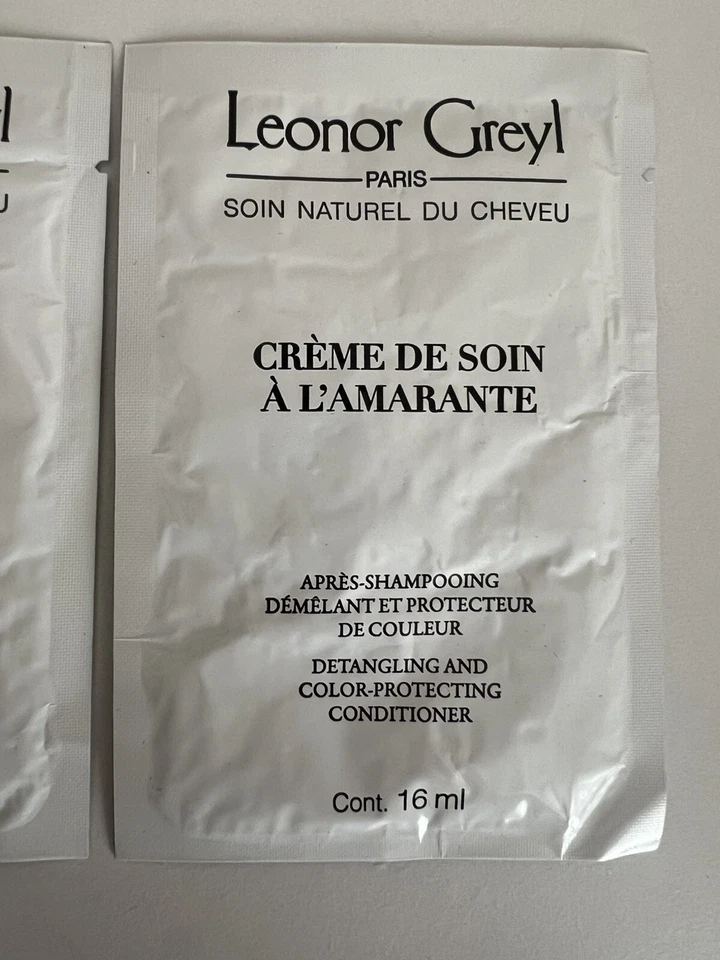 Leonor Greyl
PARIS
SOIN NATUREL DU CHEVEU
CRÈME DE SOIN
À L'AMARANTE
APRÈS-SHAMPOOING
DÉMÊLANT ET PROTECTEUR
DE COULEUR
DETANGLING AND
COLOR-PROTECTING
CONDITIONER
Cont. 16 ml